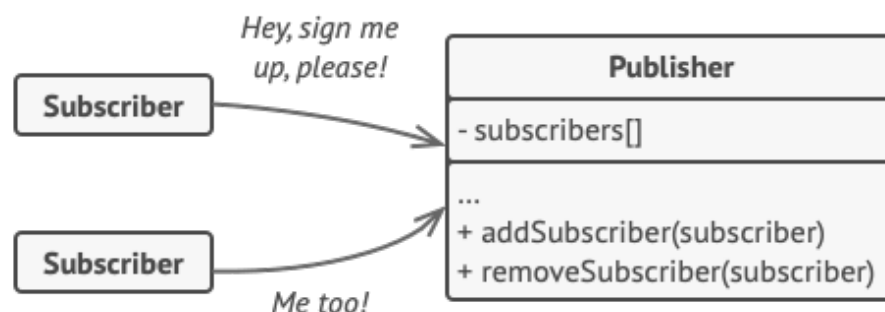 Hey, sign me
up, please!
Subscriber
Publisher
- subscribers[]
...
+ addSubscriber(subscriber)
+ removeSubscriber(subscriber)
Subscriber
Me too!